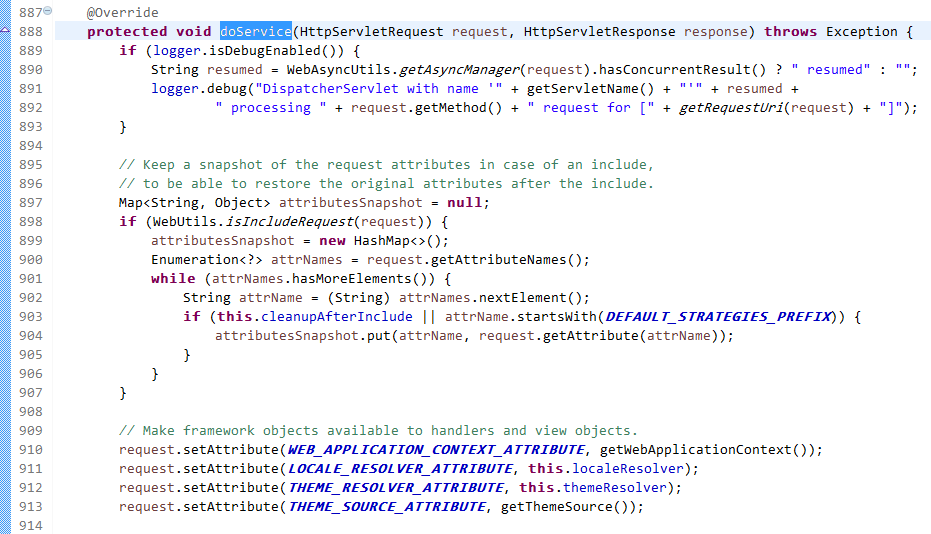 887 @Override
888 protected void doService(HttpServletRequest request, HttpServletResponse response) throws Exception {
889 if (logger.isDebugEnabled()) {
890 String resumed = WebAsyncUtils.getAsyncManager(request).hasConcurrentResult() ? " resumed" : "";
891 logger.debug("DispatcherServlet with name '" + getServletName() + "'" + resumed +
892 " processing " + request.getMethod() + " request for [" + getRequestUri(request) + "]");
893 }
894
895 // Keep a snapshot of the request attributes in case of an include,
896 // to be able to restore the original attributes after the include.
897 Map<String, Object> attributesSnapshot = null;
898 if (WebUtils.isIncludeRequest(request)) {
899 attributesSnapshot = new HashMap<>();
900 Enumeration<?> attrNames = request.getAttributeNames();
901 while (attrNames.hasMoreElements()) {
902 String attrName = (String) attrNames.nextElement();
903 if (this.cleanupAfterInclude || attrName.startsWith(DEFAULT_STRATEGIES_PREFIX)) {
904 attributesSnapshot.put(attrName, request.getAttribute(attrName));
905 }
906 }
907 }
908
909 // Make framework objects available to handlers and view objects.
910 request.setAttribute(WEB_APPLICATION_CONTEXT_ATTRIBUTE, getWebApplicationContext());
911 request.setAttribute(LOCALE_RESOLVER_ATTRIBUTE, this.localeResolver);
912 request.setAttribute(THEME_RESOLVER_ATTRIBUTE, this.themeResolver);
913 request.setAttribute(THEME_SOURCE_ATTRIBUTE, getThemeSource());
914